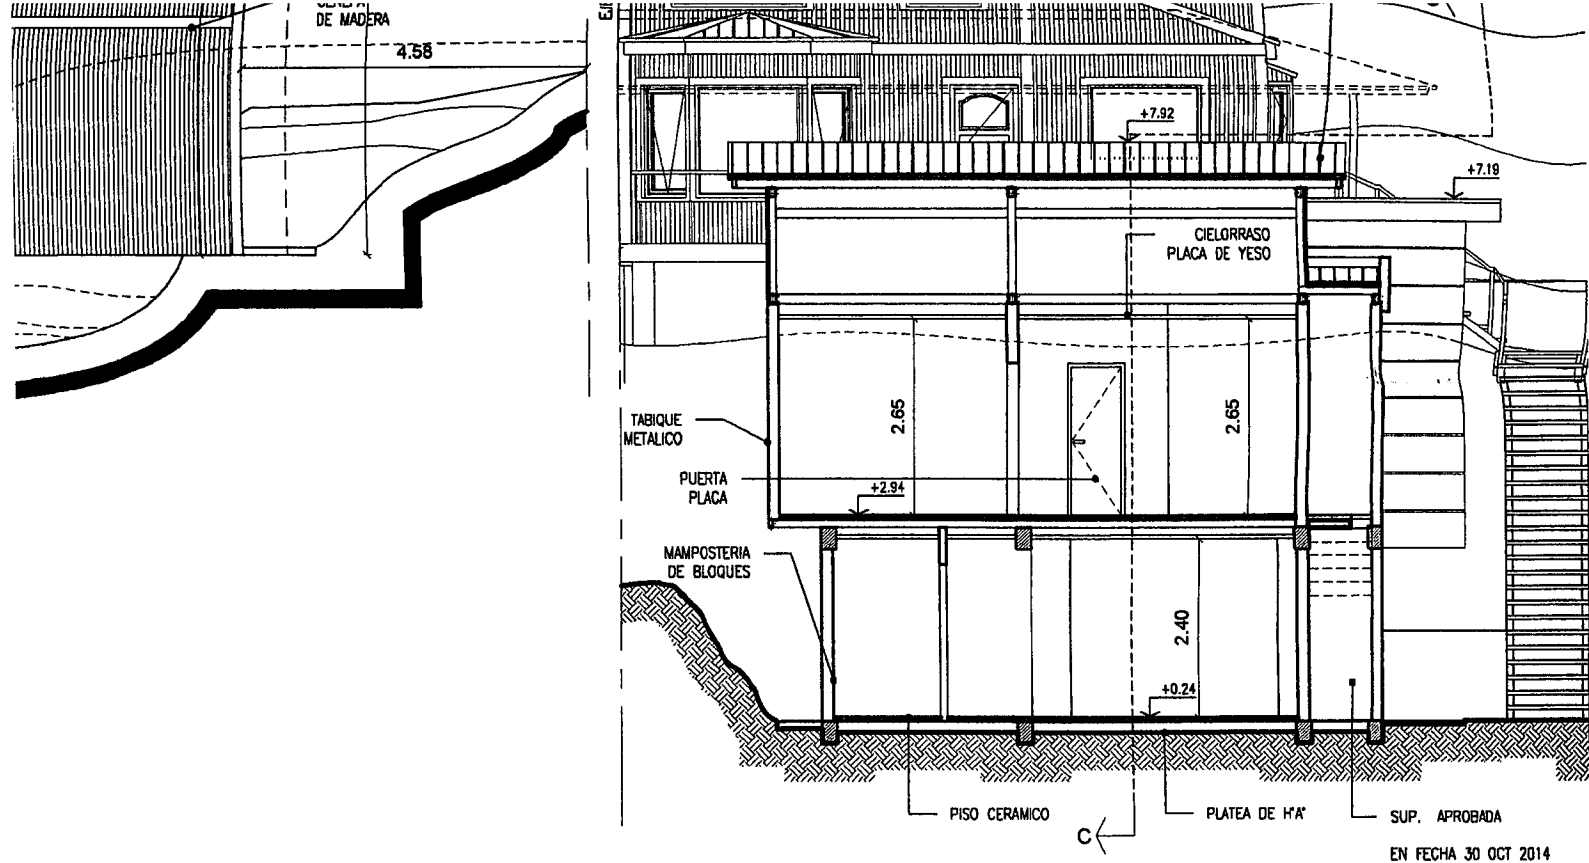 DE MADERA
4.58
+7.92
+7.19
CIELORRASO
PLACA DE YESO
TABIQUE
METALICO
2.65
2.65
PUERTA
PLACA
+2.94
MAMPOSTERIA
DE BLOQUES
2.40
+0.24
PISO CERAMICO
C
PLATEA DE H°A°
SUP. APROBADA
EN FECHA 30 OCT 2014